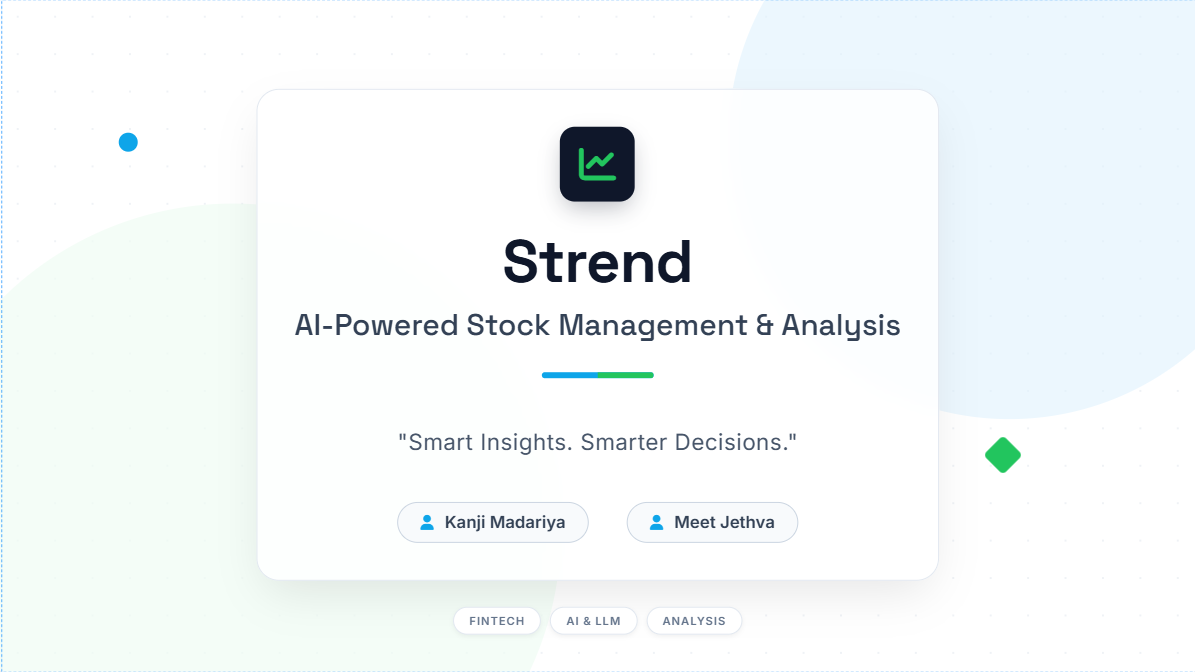 Strend
AI-Powered Stock Management & Analysis
"Smart Insights. Smarter Decisions."
Kanji Madariya
Meet Jethva
FINTECH
AI & LLM
ANALYSIS